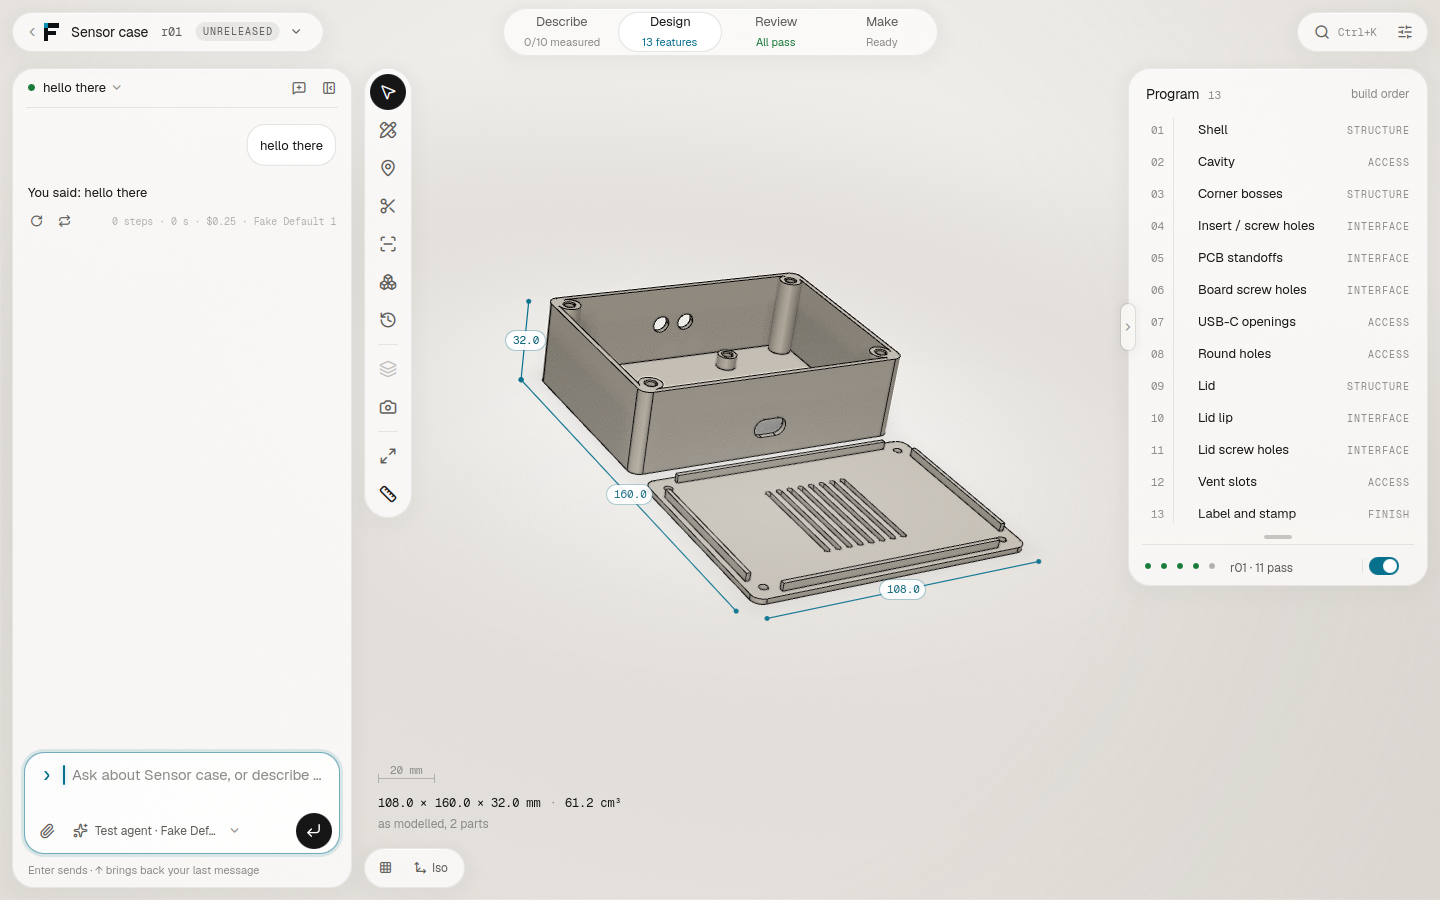 Sensor case r01 UNRELEASED
Describe
0/10 measured
Design
13 features
Review
All pass
Make
Ready
Ctrl+K
hello there
hello there
You said: hello there
0 steps · 0 s · $0.25 · Fake Default 1
Ask about Sensor case, or describe …
Test agent · Fake Def…
Enter sends · ↑ brings back your last message
32.0
160.0
108.0
20 mm
108.0 × 160.0 × 32.0 mm · 61.2 cm³
as modelled, 2 parts
Iso
Program 13 build order
01 Shell STRUCTURE
02 Cavity ACCESS
03 Corner bosses STRUCTURE
04 Insert / screw holes INTERFACE
05 PCB standoffs INTERFACE
06 Board screw holes INTERFACE
07 USB-C openings ACCESS
08 Round holes ACCESS
09 Lid STRUCTURE
10 Lid lip INTERFACE
11 Lid screw holes INTERFACE
12 Vent slots ACCESS
13 Label and stamp FINISH
r01 · 11 pass